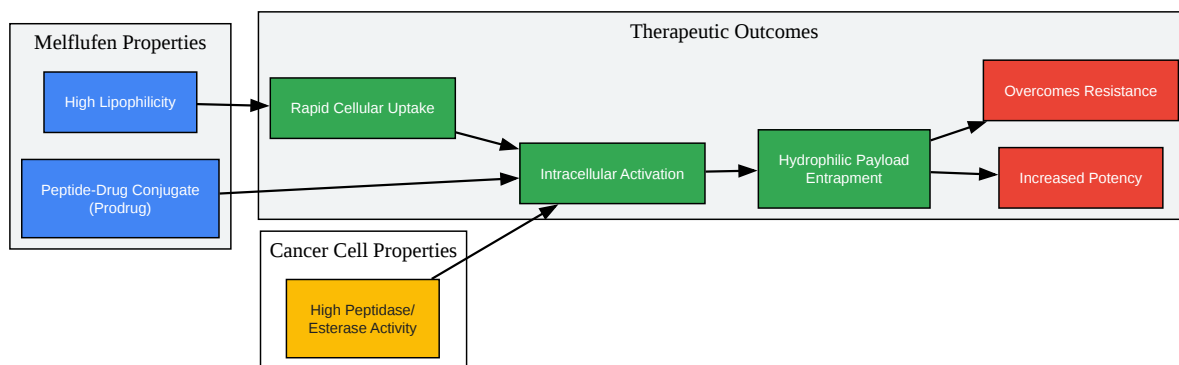 Melflufen Properties
High Lipophilicity
Peptide-Drug Conjugate
(Prodrug)
Therapeutic Outcomes
Rapid Cellular Uptake
Intracellular Activation
Hydrophilic Payload
Entrapment
Overcomes Resistance
Increased Potency
Cancer Cell Properties
High Peptidase/
Esterase Activity